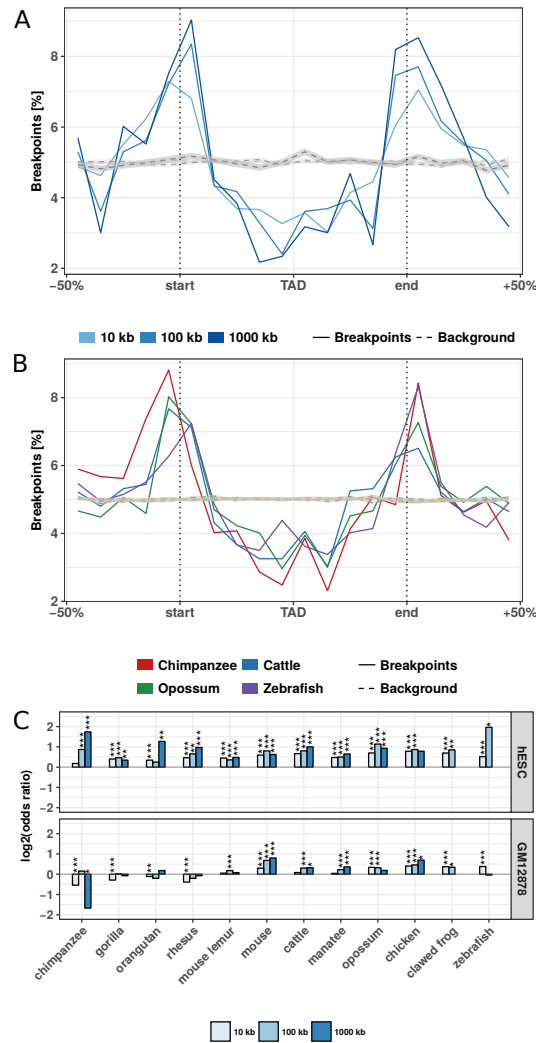 A
Breakpoints [%]
8
6
4
2
−50% start TAD end +50%
10 kb 100 kb 1000 kb Breakpoints Background
B
Breakpoints [%]
8
6
4
2
−50% start TAD end +50%
Chimpanzee Cattle Breakpoints
Opossum Zebrafish Background
C
log2(odds ratio)
2
1
0
−1
−2
hESC
2
1
0
−1
−2
GM12878
chimpanzee
gorilla
orangutan
rhesus
mouse lemur
mouse
cattle
manatee
opossum
chicken
clawed frog
zebrafish
10 kb 100 kb 1000 kb